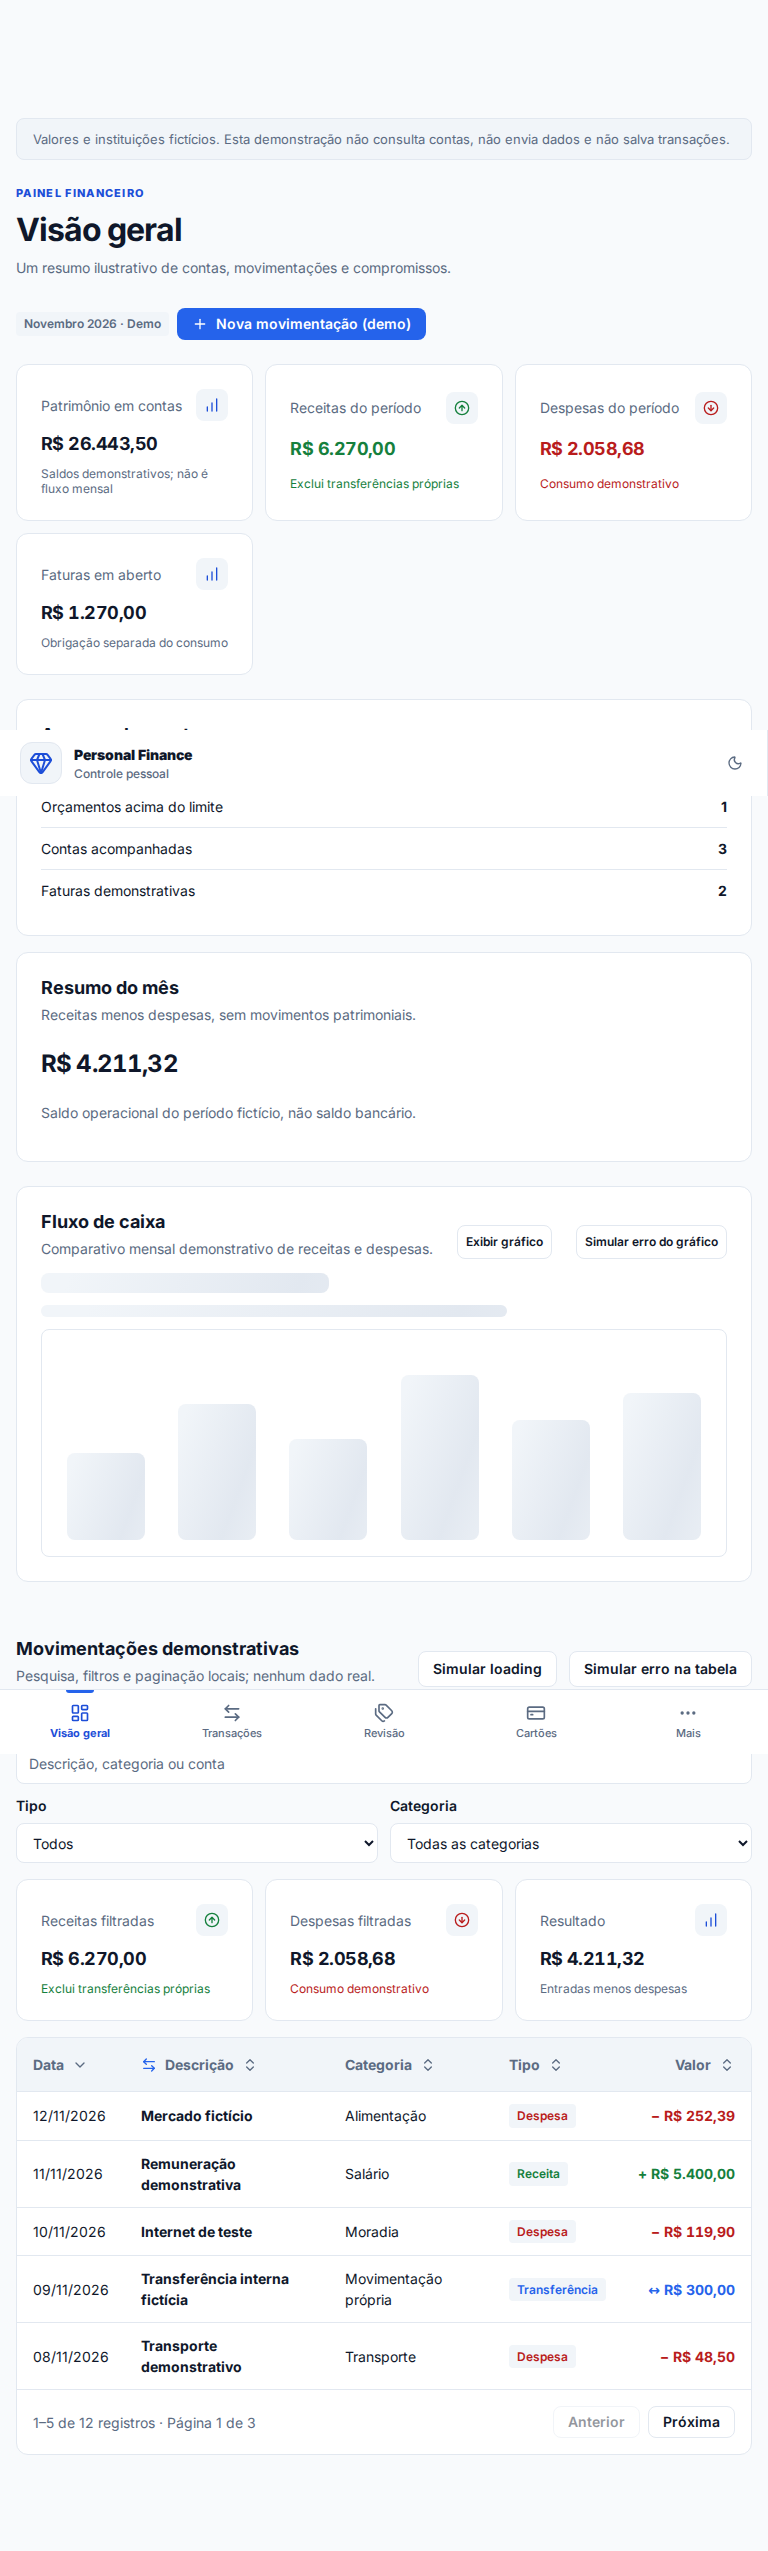 Valores e instituições fictícios. Esta demonstração não consulta contas, não envia dados e não salva transações.
PAINEL FINANCEIRO
Visão geral
Um resumo ilustrativo de contas, movimentações e compromissos.
Novembro 2026 · Demo
+ Nova movimentação (demo)
Patrimônio em contas
R$ 26.443,50
Saldos demonstrativos; não é
fluxo mensal
Receitas do período
R$ 6.270,00
Exclui transferências próprias
Despesas do período
R$ 2.058,68
Consumo demonstrativo
Faturas em aberto
R$ 1.270,00
Obrigação separada do consumo
Personal Finance
Controle pessoal
Orçamentos acima do limite 1
Contas acompanhadas 3
Faturas demonstrativas 2
Resumo do mês
Receitas menos despesas, sem movimentos patrimoniais.
R$ 4.211,32
Saldo operacional do período fictício, não saldo bancário.
Fluxo de caixa
Comparativo mensal demonstrativo de receitas e despesas.
Exibir gráfico
Simular erro do gráfico
Movimentações demonstrativas
Pesquisa, filtros e paginação locais; nenhum dado real.
Simular loading
Simular erro na tabela
Visão geral
Transações
Revisão
Cartões
Mais
Descrição, categoria ou conta
Tipo
Todos
Categoria
Todas as categorias
Receitas filtradas
R$ 6.270,00
Exclui transferências próprias
Despesas filtradas
R$ 2.058,68
Consumo demonstrativo
Resultado
R$ 4.211,32
Entradas menos despesas
Data Descrição Categoria Tipo Valor
12/11/2026 Mercado fictício Alimentação Despesa − R$ 252,39
11/11/2026 Remuneração demonstrativa Salário Receita + R$ 5.400,00
10/11/2026 Internet de teste Moradia Despesa − R$ 119,90
09/11/2026 Transferência interna fictícia Movimentação própria Transferência ↔ R$ 300,00
08/11/2026 Transporte demonstrativo Transporte Despesa − R$ 48,50
1–5 de 12 registros · Página 1 de 3
Anterior
Próxima